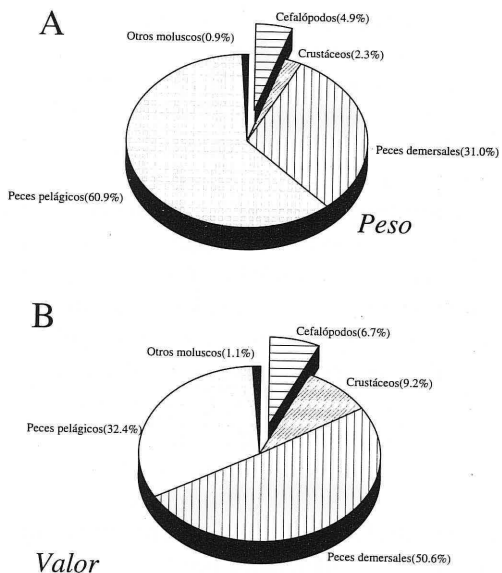 A
Cefalópodos(4.9%)
Otros moluscos(0.9%)
Crustáceos(2.3%)
Peces demersales(31.0%)
Peces pelágicos(60.9%)
Peso
B
Cefalópodos(6.7%)
Otros moluscos(1.1%)
Crustáceos(9.2%)
Peces pelágicos(32.4%)
Peces demersales(50.6%)
Valor